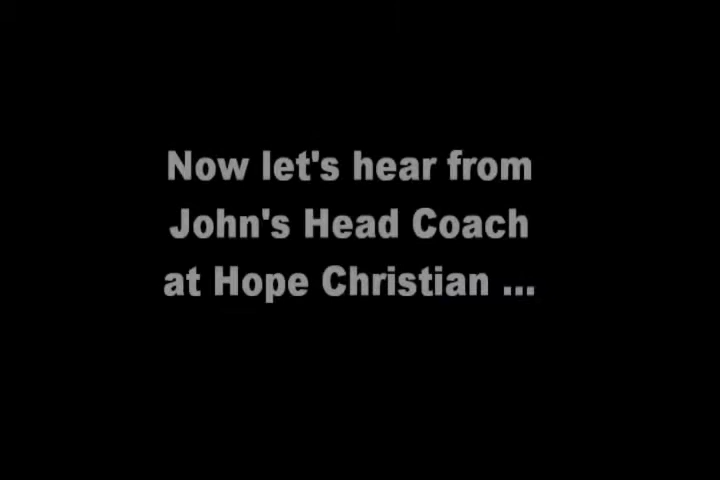 Now let's hear from
John's Head Coach
at Hope Christian ...